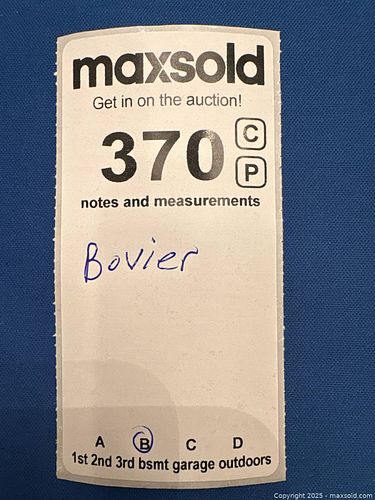 maxsold
Get in on the auction!
370 C
P
notes and measurements
Bovier
A B C D
1st 2nd 3rd bsmt garage outdoors
Copyright 2025 - maxsold.com